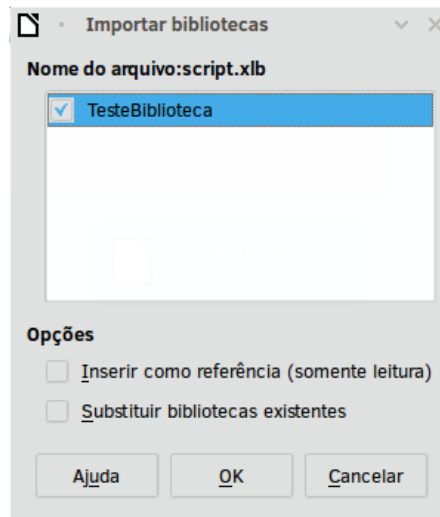 Importar bibliotecas
Nome do arquivo:script.xlb
TesteBiblioteca
Opções
Inserir como referência (somente leitura)
Substituir bibliotecas existentes
Ajuda OK Cancelar